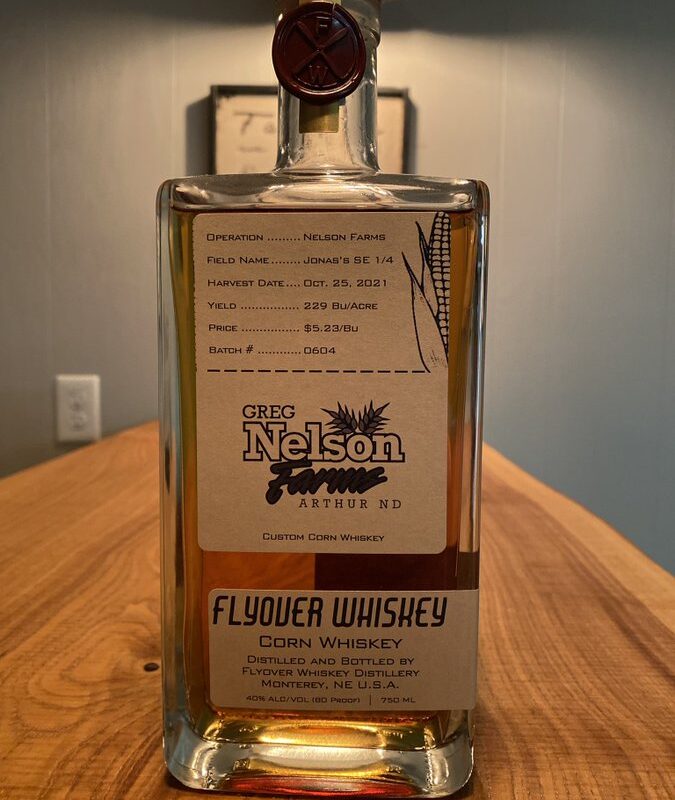 F
W
Operation ......... Nelson Farms
Field Name........ Jonas's SE 1/4
Harvest Date.... Oct. 25, 2021
Yield ............... 229 Bu/Acre
Price ................ $5.23/Bu
Batch # ............ 0604
GREG
Nelson
Farms
ARTHUR ND
Custom Corn Whiskey
FLYOVER WHISKEY
Corn Whiskey
Distilled and Bottled by
Flyover Whiskey Distillery
Monterey, NE U.S.A.
40% ALC/VOL (80 Proof) | 750 ML